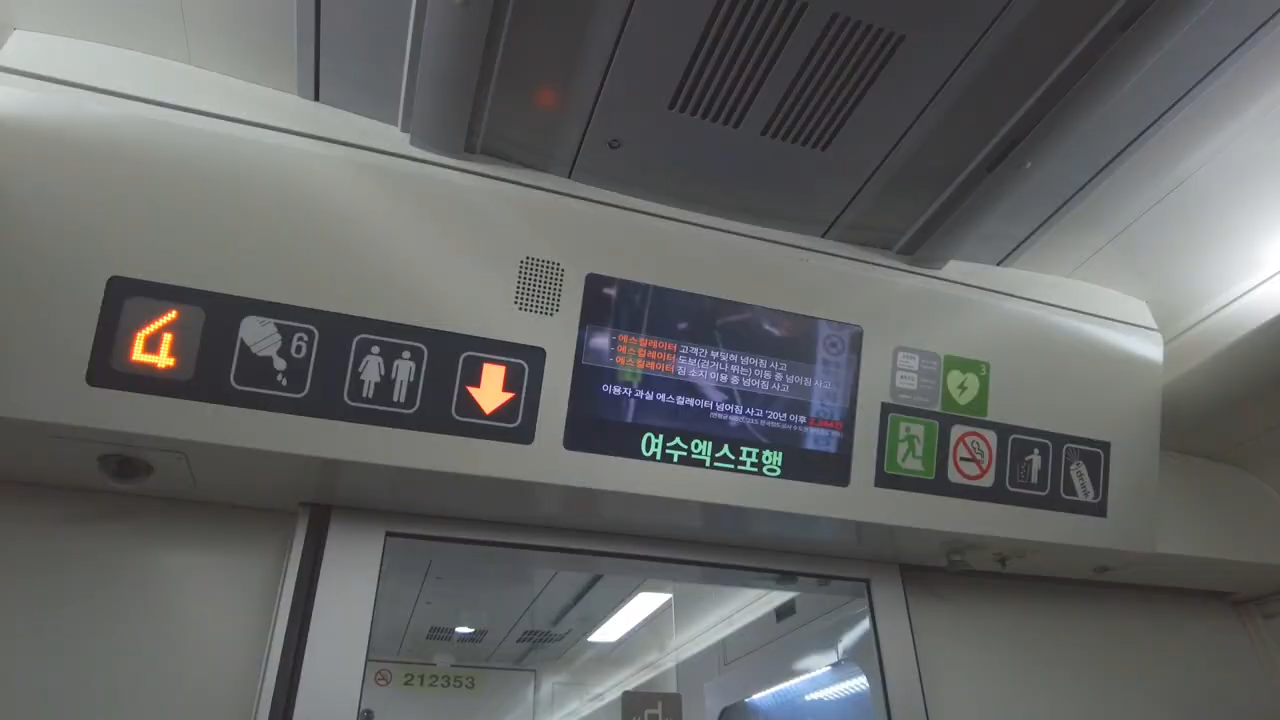 4
6
- 에스컬레이터 고객간 부딪혀 넘어짐 사고
- 에스컬레이터 도보(걷거나 뛰는) 이동 중 넘어짐 사고
- 에스컬레이터 짐 소지 이용 중 넘어짐 사고
이용자 과실 에스컬레이터 넘어짐 사고 '20년 이후
여수엑스포행
3
drink
212353